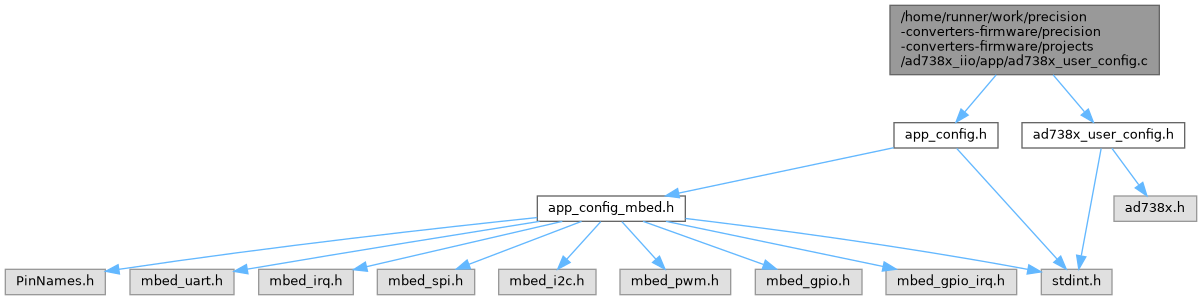 /home/runner/work/precision
-converters-firmware/precision
-converters-firmware/projects
/ad738x_iio/app/ad738x_user_config.c
app_config.h
ad738x_user_config.h
app_config_mbed.h
ad738x.h
PinNames.h
mbed_uart.h
mbed_irq.h
mbed_spi.h
mbed_i2c.h
mbed_pwm.h
mbed_gpio.h
mbed_gpio_irq.h
stdint.h